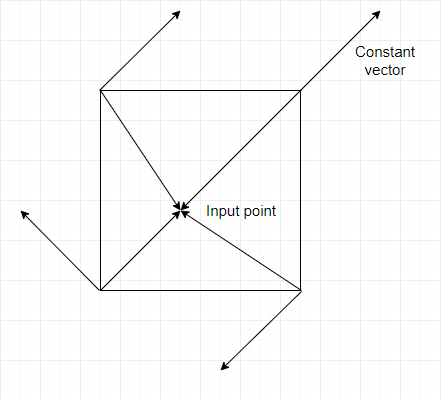 Constant
vector
Input point